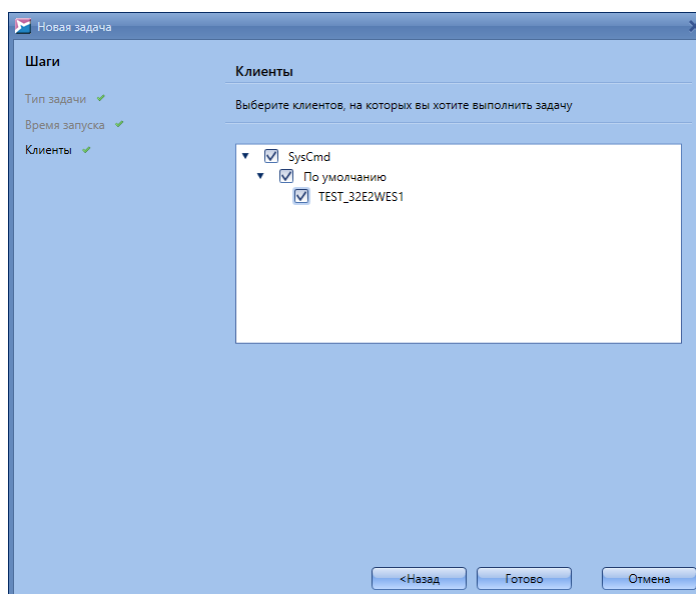 Новая задача
Шаги
Тип задачи
Время запуска
Клиенты
Клиенты
Выберите клиентов, на которых вы хотите выполнить задачу
SysCmd
По умолчанию
TEST_32E2WES1
<Назад
Готово
Отмена